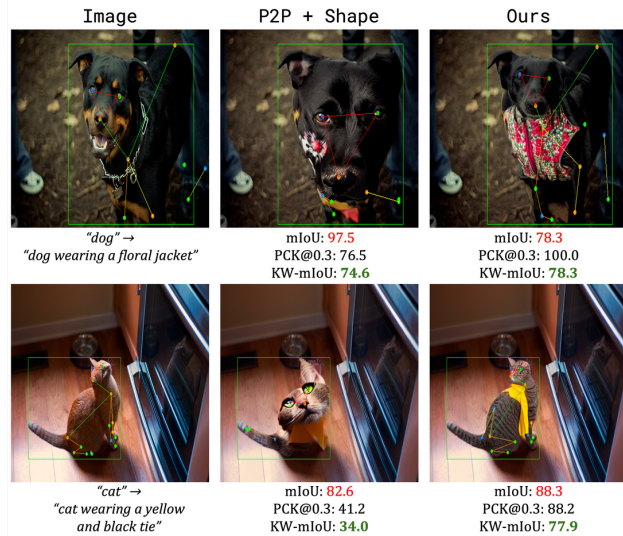 Image P2P + Shape Ours
“dog” → mIoU: 97.5 mIoU: 78.3
“dog wearing a floral jacket” PCK@0.3: 76.5 PCK@0.3: 100.0
KW-mIoU: 74.6 KW-mIoU: 78.3
“cat” → mIoU: 82.6 mIoU: 88.3
“cat wearing a yellow PCK@0.3: 41.2 PCK@0.3: 88.2
and black tie” KW-mIoU: 34.0 KW-mIoU: 77.9